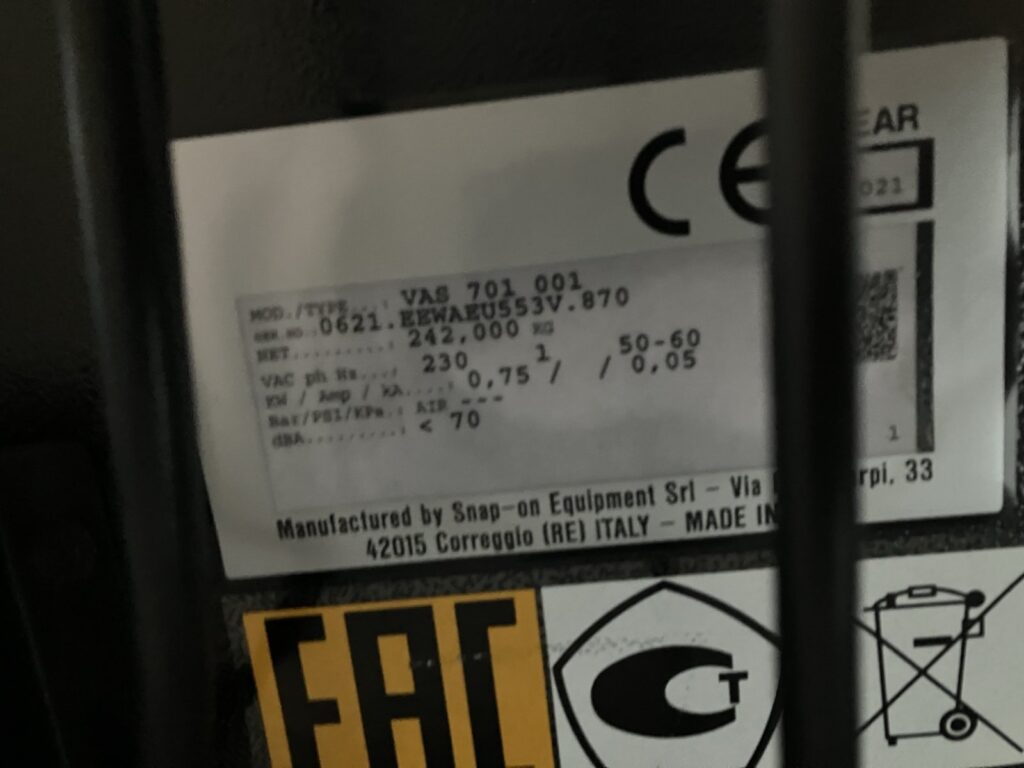 CE
EAR
021
MOD./TYPE...: VAS 701 001
SER.NO.:0621.EEWAEU553V.870
NET..........: 242,000 KG
VAC ph Hz...: 230 1 50-60
KW / Amp / KA....: 0,75 / / 0,05
Bar/PSI/KPa.: AIR ---
dBA..........: < 70
1
Manufactured by Snap-on Equipment Srl - Via rpi, 33
42015 Correggio (RE) ITALY - MADE IN
EAC
CT